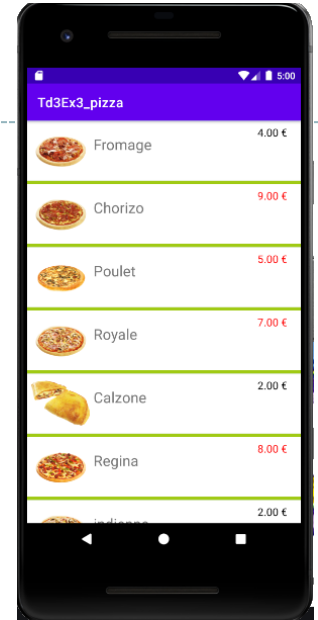 5:00
Td3Ex3_pizza
Fromage 4.00 €
Chorizo 9.00 €
Poulet 5.00 €
Royale 7.00 €
Calzone 2.00 €
Regina 8.00 €
2.00 €